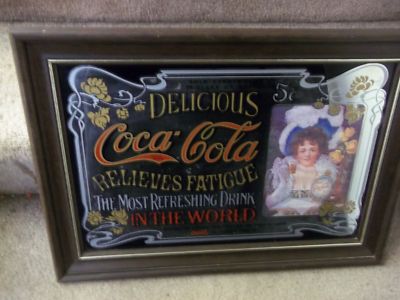 DELICIOUS
5¢
Coca-Cola
RELIEVES FATIGUE
THE MOST REFRESHING DRINK
IN THE WORLD